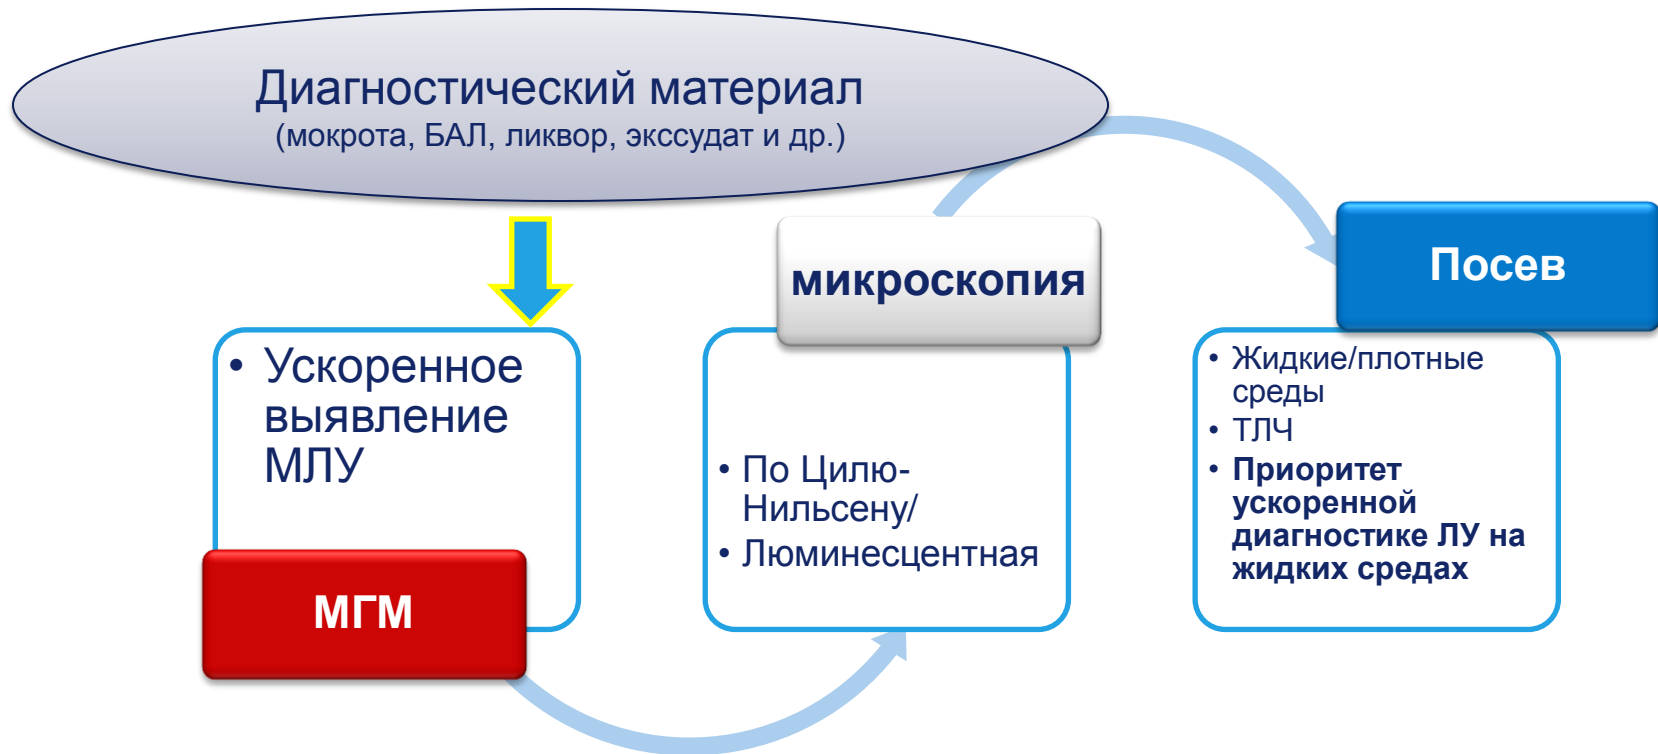 Диагностический материал
(мокрота, БАЛ, ликвор, экссудат и др.)
• Ускоренное
выявление
МЛУ
МГМ
микроскопия
• По Цилю-
Нильсену/
• Люминесцентная
Посев
• Жидкие/плотные
среды
• ТЛЧ
• Приоритет
ускоренной
диагностике ЛУ на
жидких средах